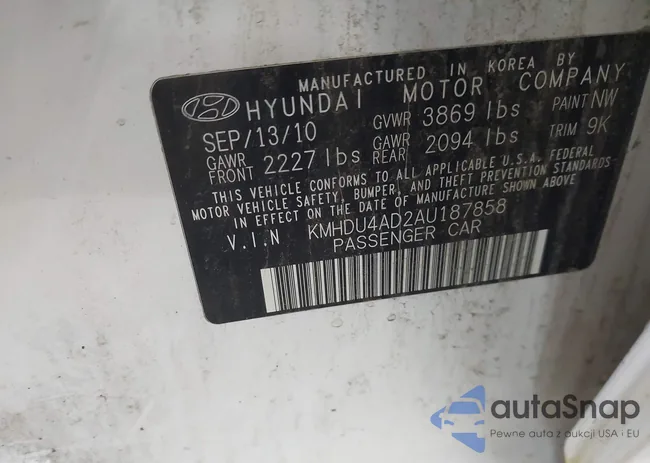 MANUFACTURED IN KOREA BY
HYUNDAI MOTOR COMPANY
SEP/13/10 GVWR 3869 lbs PAINT NW
GAWR FRONT 2227 lbs GAWR REAR 2094 lbs TRIM 9K
THIS VEHICLE CONFORMS TO ALL APPLICABLE U.S.A. FEDERAL
MOTOR VEHICLE SAFETY, BUMPER, AND THEFT PREVENTION STANDARDS
IN EFFECT ON THE DATE OF MANUFACTURE SHOWN ABOVE
V.I.N KMHDU4AD2AU187858
PASSENGER CAR
autaSnap
Pewne auta z aukcji USA i EU